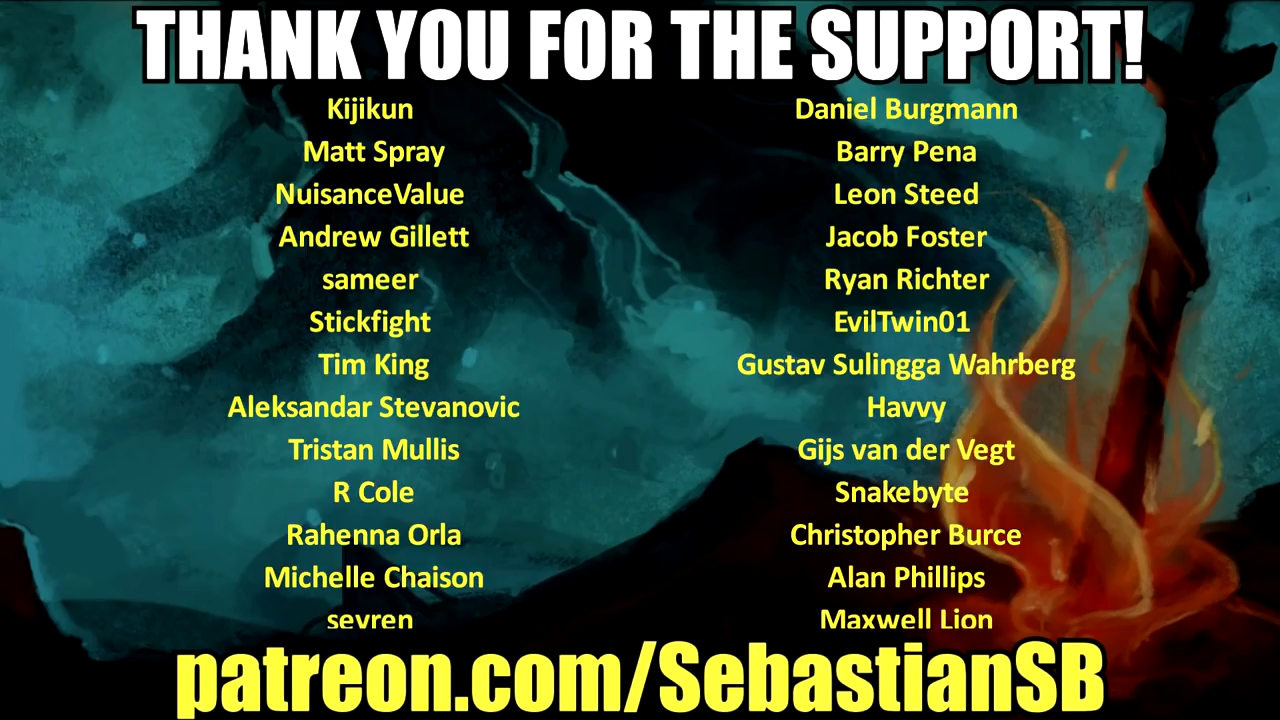 THANK YOU FOR THE SUPPORT!
Kijikun
Matt Spray
NuisanceValue
Andrew Gillett
sameer
Stickfight
Tim King
Aleksandar Stevanovic
Tristan Mullis
R Cole
Rahenna Orla
Michelle Chaison
sevren
Daniel Burgmann
Barry Pena
Leon Steed
Jacob Foster
Ryan Richter
EvilTwin01
Gustav Sulingga Wahrberg
Havvy
Gijs van der Vegt
Snakebyte
Christopher Burce
Alan Phillips
Maxwell Lion
patreon.com/SebastianSB